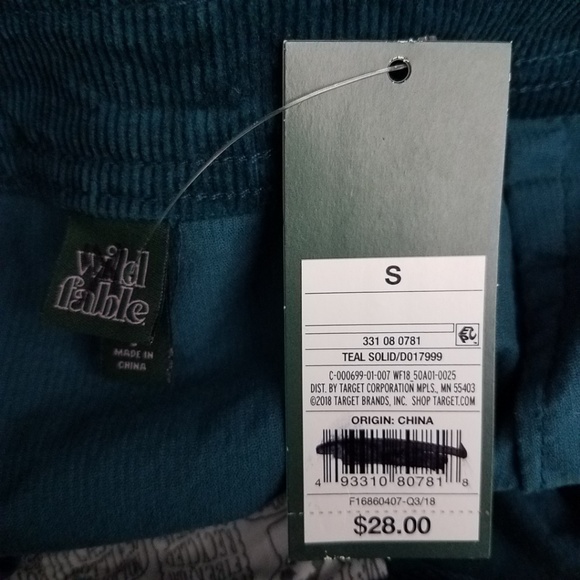 wild
fable
MADE IN
CHINA
S
331 08 0781
TEAL SOLID/D017999
C-000699-01-007 WF18_50A01-0025
DIST. BY TARGET CORPORATION MPLS., MN 55403
©2018 TARGET BRANDS, INC. SHOP TARGET.COM
ORIGIN: CHINA
4 93310 80781 8
F16860407-Q3/18
$28.00